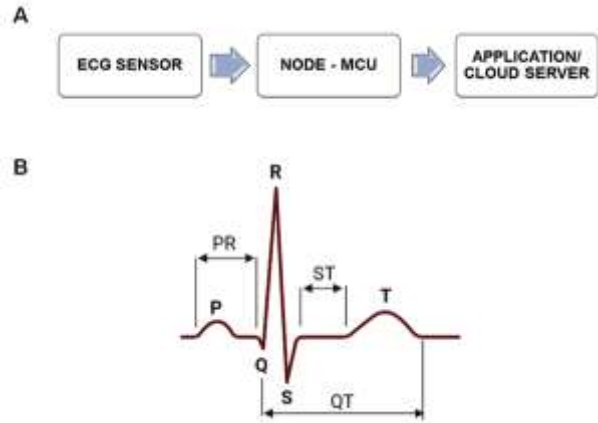 A
ECG SENSOR
NODE - MCU
APPLICATION/
CLOUD SERVER
B
R
PR
ST
P
T
Q
S
QT